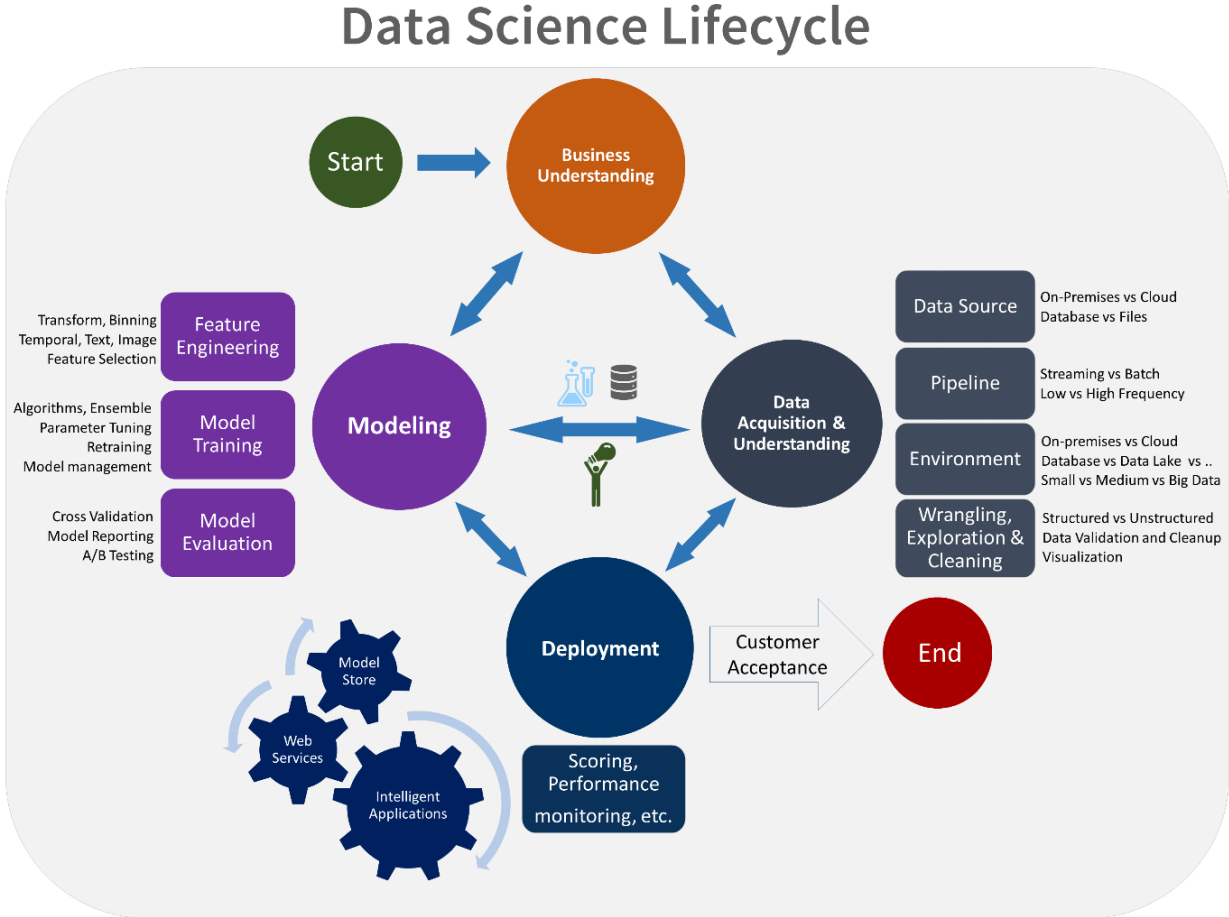 Data Science Lifecycle
Start
Business
Understanding
Feature
Engineering
Transform, Binning
Temporal, Text, Image
Feature Selection
Model
Training
Algorithms, Ensemble
Parameter Tuning
Retraining
Model management
Model
Evaluation
Cross Validation
Model Reporting
A/B Testing
Modeling
Data
Acquisition &
Understanding
Data Source
On-Premises vs Cloud
Database vs Files
Pipeline
Streaming vs Batch
Low vs High Frequency
Environment
On-premises vs Cloud
Database vs Data Lake vs ..
Small vs Medium vs Big Data
Wrangling,
Exploration &
Cleaning
Structured vs Unstructured
Data Validation and Cleanup
Visualization
Deployment
Customer
Acceptance
End
Model
Store
Web
Services
Intelligent
Applications
Scoring,
Performance
monitoring, etc.